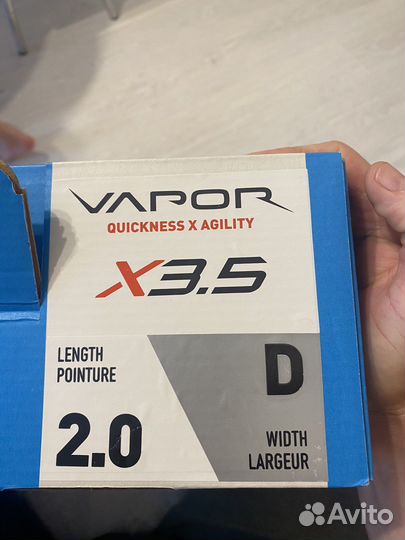 VAPOR
QUICKNESS X AGILITY
X3.5
LENGTH
POINTURE
2.0
D
WIDTH
LARGEUR
Avito